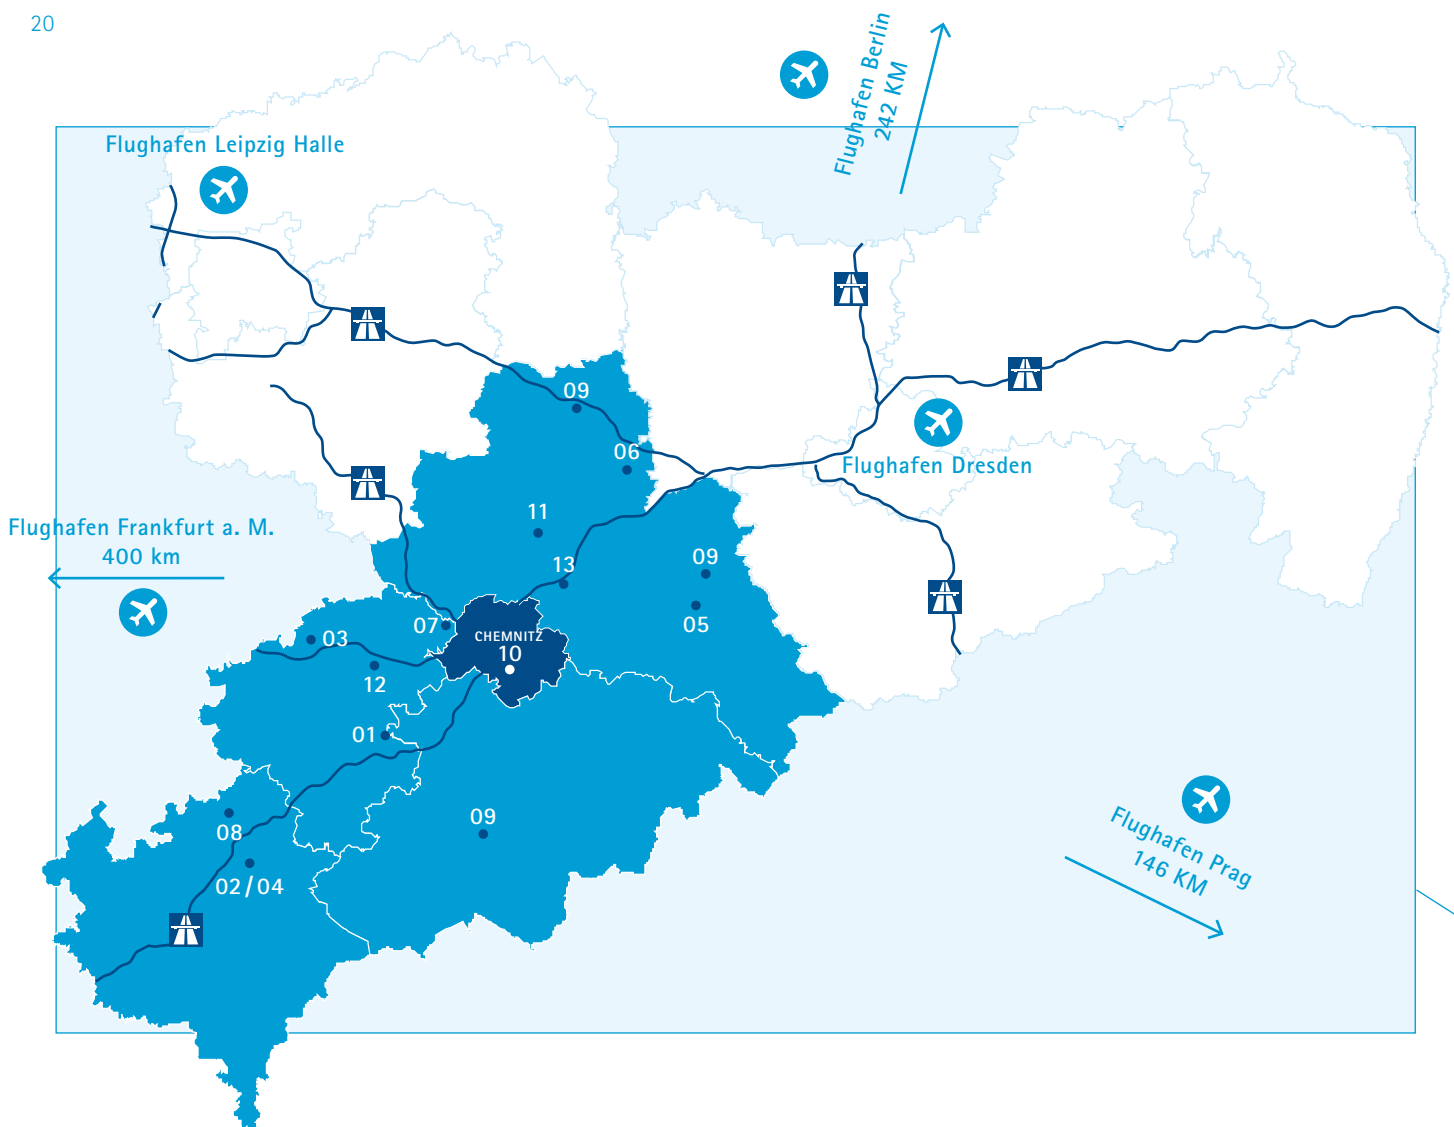 20
Flughafen Berlin
242 KM
Flughafen Leipzig Halle
09
06
Flughafen Dresden
11
Flughafen Frankfurt a. M.
400 km
13
09
05
07
03
CHEMNITZ
10
12
01
09
08
02/04
Flughafen Prag
146 KM